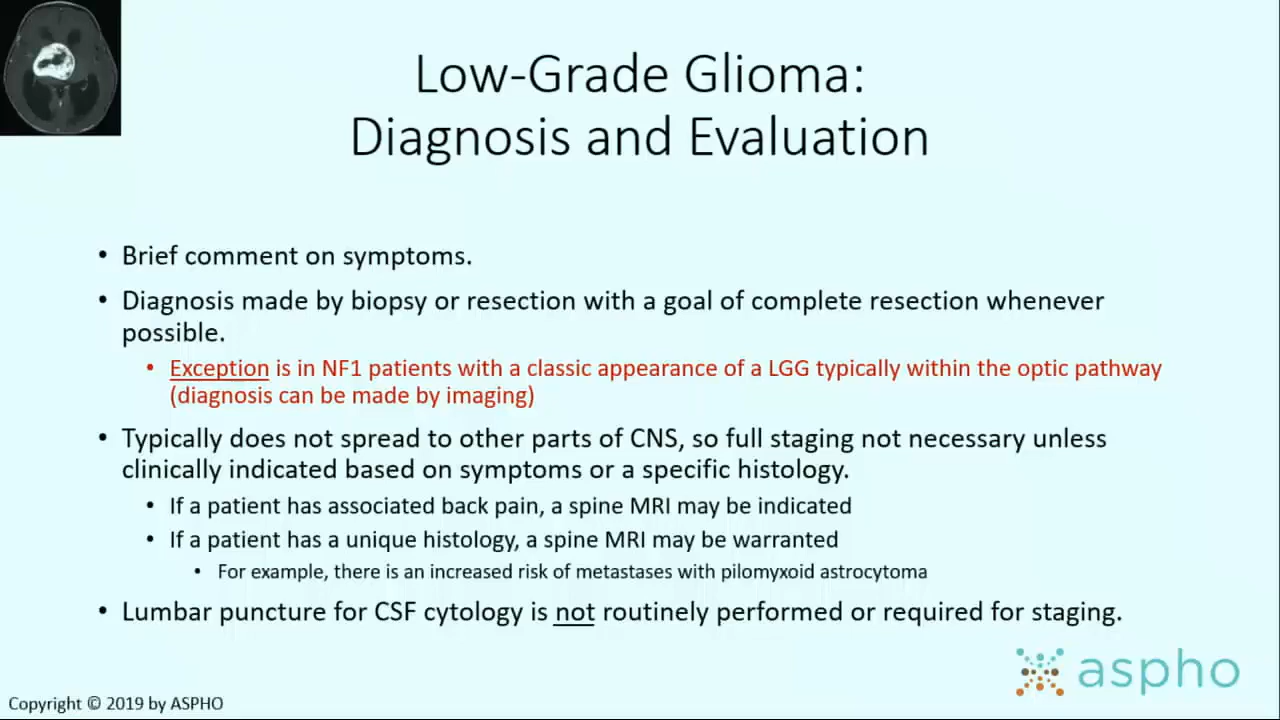 Low-Grade Glioma:
Diagnosis and Evaluation
• Brief comment on symptoms.
• Diagnosis made by biopsy or resection with a goal of complete resection whenever
possible.
• Exception is in NF1 patients with a classic appearance of a LGG typically within the optic pathway
(diagnosis can be made by imaging)
• Typically does not spread to other parts of CNS, so full staging not necessary unless
clinically indicated based on symptoms or a specific histology.
• If a patient has associated back pain, a spine MRI may be indicated
• If a patient has a unique histology, a spine MRI may be warranted
• For example, there is an increased risk of metastases with pilomyxoid astrocytoma
• Lumbar puncture for CSF cytology is not routinely performed or required for staging.
aspho
Copyright © 2019 by ASPHO